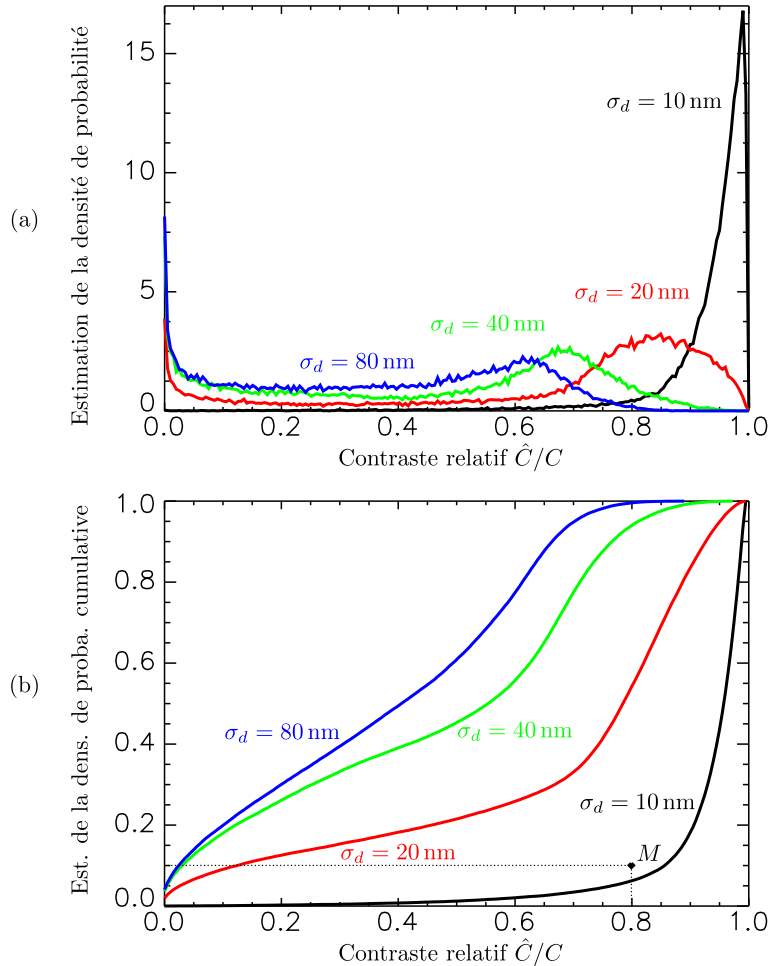 (a)
Estimation de la densité de probabilité
15
10
5
0
σ_d = 10 nm
σ_d = 20 nm
σ_d = 40 nm
σ_d = 80 nm
0.0 0.2 0.4 0.6 0.8 1.0
Contraste relatif Ĉ/C
(b)
Est. de la dens. de proba. cumulative
1.0
0.8
0.6
0.4
0.2
0.0
σ_d = 80 nm
σ_d = 40 nm
σ_d = 10 nm
σ_d = 20 nm
M
0.0 0.2 0.4 0.6 0.8 1.0
Contraste relatif Ĉ/C